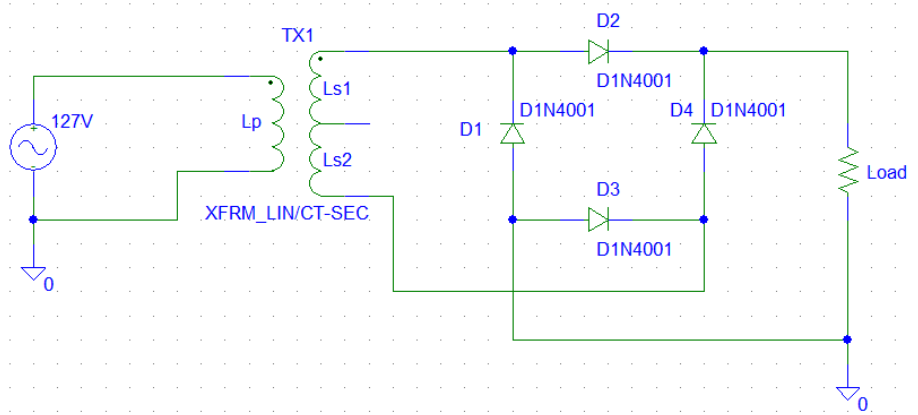 D2
TX1
D1N4001
Ls1
127V
Lp
D1
D1N4001
D4
D1N4001
Ls2
Load
D3
XFRM_LIN/CT-SEC
D1N4001
0
0